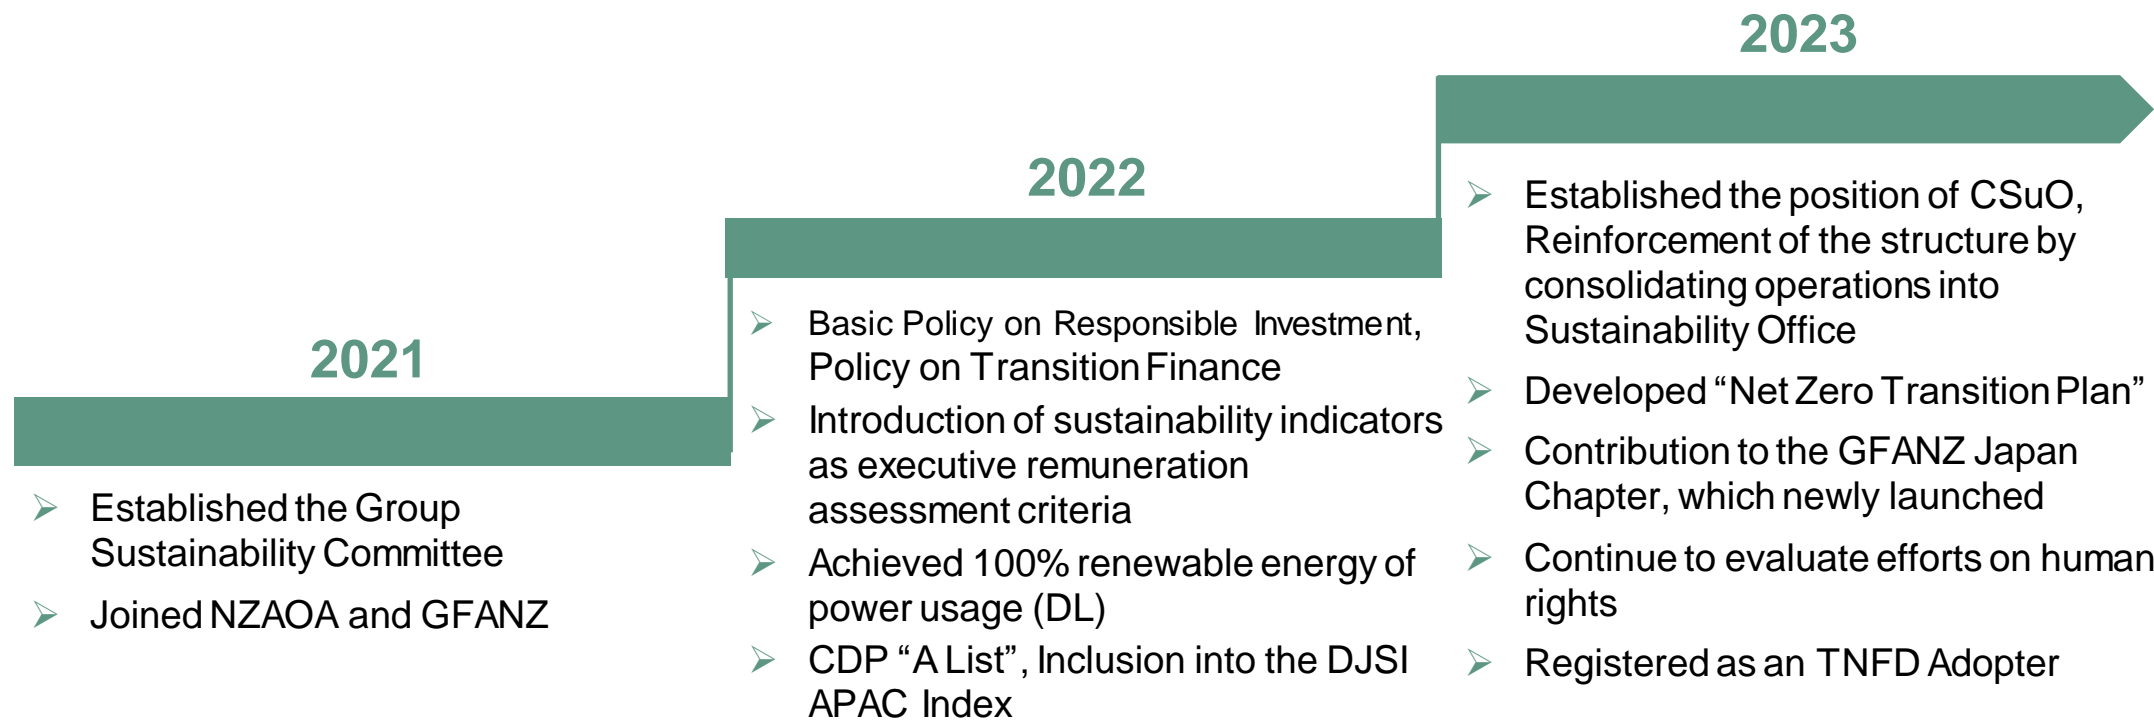 2021
Established the Group
Sustainability Committee
Joined NZAOA and GFANZ
2022
Basic Policy on Responsible Investment,
Policy on Transition Finance
Introduction of sustainability indicators
as executive remuneration
assessment criteria
Achieved 100% renewable energy of
power usage (DL)
CDP “A List”, Inclusion into the DJSI
APAC Index
2023
Established the position of CSuO,
Reinforcement of the structure by
consolidating operations into
Sustainability Office
Developed “Net Zero Transition Plan”
Contribution to the GFANZ Japan
Chapter, which newly launched
Continue to evaluate efforts on human
rights
Registered as an TNFD Adopter